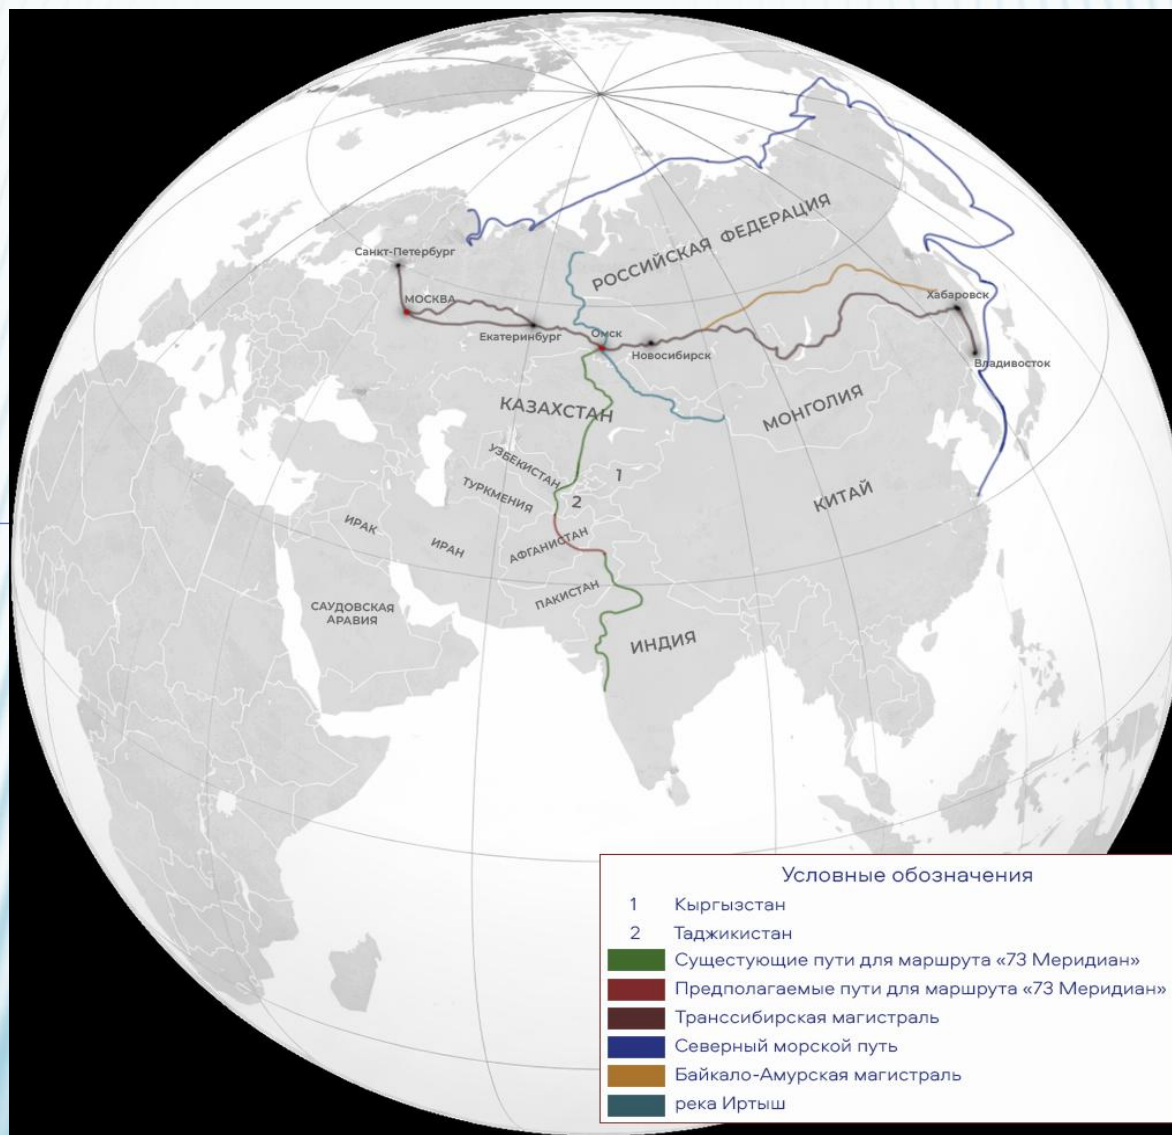 Санкт-Петербург
МОСКВА
Екатеринбург
Омск
Новосибирск
Хабаровск
Владивосток
РОССИЙСКАЯ ФЕДЕРАЦИЯ
КАЗАХСТАН
МОНГОЛИЯ
УЗБЕКИСТАН
1
ТУРКМЕНИЯ
2
КИТАЙ
ИРАК
ИРАН
АФГАНИСТАН
ПАКИСТАН
САУДОВСКАЯ
АРАВИЯ
ИНДИЯ
Условные обозначения
1 Кыргызстан
2 Таджикистан
Сущестующие пути для маршрута «73 Меридиан»
Предполагаемые пути для маршрута «73 Меридиан»
Транссибирская магистраль
Северный морской путь
Байкало-Амурская магистраль
река Иртыш